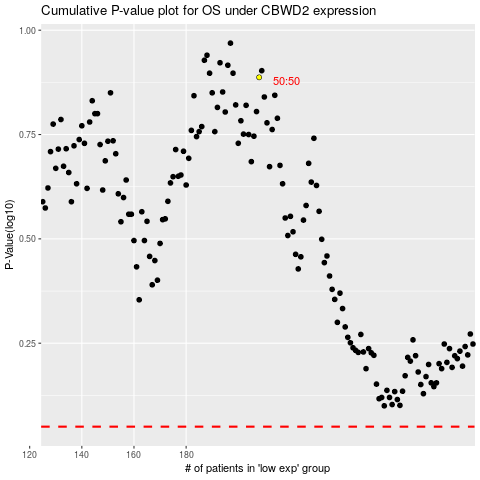 Cumulative P-value plot for OS under CBWD2 expression
1.00
50:50
0.75
P-Value(log10)
0.50
0.25
120 140 160 180
# of patients in 'low exp' group